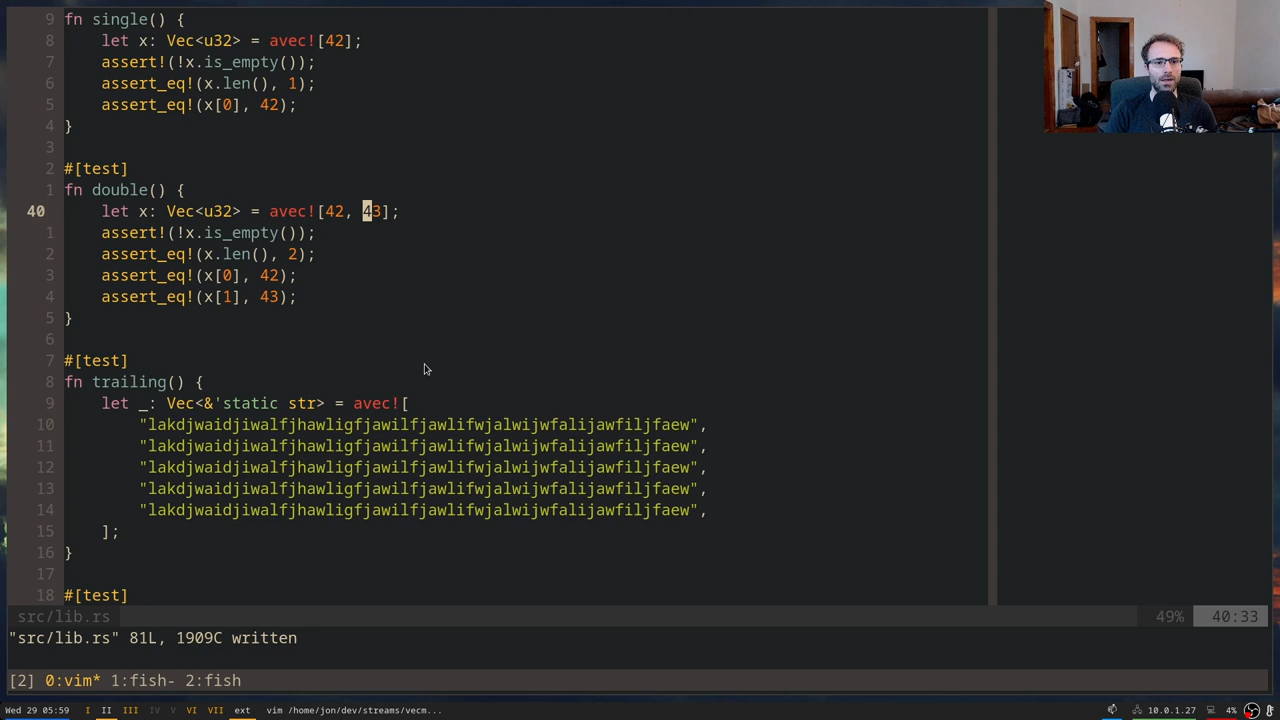 9 fn single() {
8     let x: Vec<u32> = avec![42];
7     assert!(!x.is_empty());
6     assert_eq!(x.len(), 1);
5     assert_eq!(x[0], 42);
4 }
3
2 #[test]
1 fn double() {
40     let x: Vec<u32> = avec![42, 43];
1     assert!(!x.is_empty());
2     assert_eq!(x.len(), 2);
3     assert_eq!(x[0], 42);
4     assert_eq!(x[1], 43);
5 }
6
7 #[test]
8 fn trailing() {
9     let _: Vec<&'static str> = avec![
10         "lakdjwaidjiwalfjhawligfjawilfjawlifwjalwijwfalijawfiljfaew",
11         "lakdjwaidjiwalfjhawligfjawilfjawlifwjalwijwfalijawfiljfaew",
12         "lakdjwaidjiwalfjhawligfjawilfjawlifwjalwijwfalijawfiljfaew",
13         "lakdjwaidjiwalfjhawligfjawilfjawlifwjalwijwfalijawfiljfaew",
14         "lakdjwaidjiwalfjhawligfjawilfjawlifwjalwijwfalijawfiljfaew",
15     ];
16 }
17
18 #[test]
src/lib.rs 49% 40:33
"src/lib.rs" 81L, 1909C written
[2] 0:vim* 1:fish- 2:fish
Wed 29 05:59 I II III IV V VI VII ext vim /home/jon/dev/streams/vecm... 10.0.1.27 4%